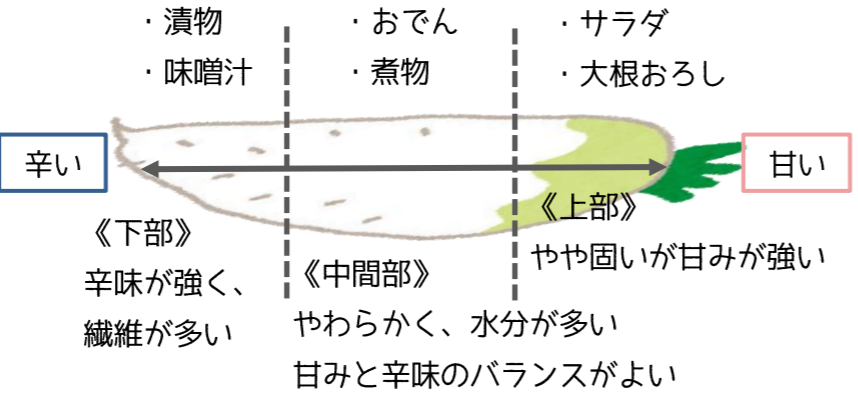 ・漬物
・味噌汁
・おでん
・煮物
・サラダ
・大根おろし
辛い
甘い
《下部》
辛味が強く、
繊維が多い
《中間部》
やわらかく、水分が多い
甘みと辛味のバランスがよい
《上部》
やや固いが甘みが強い